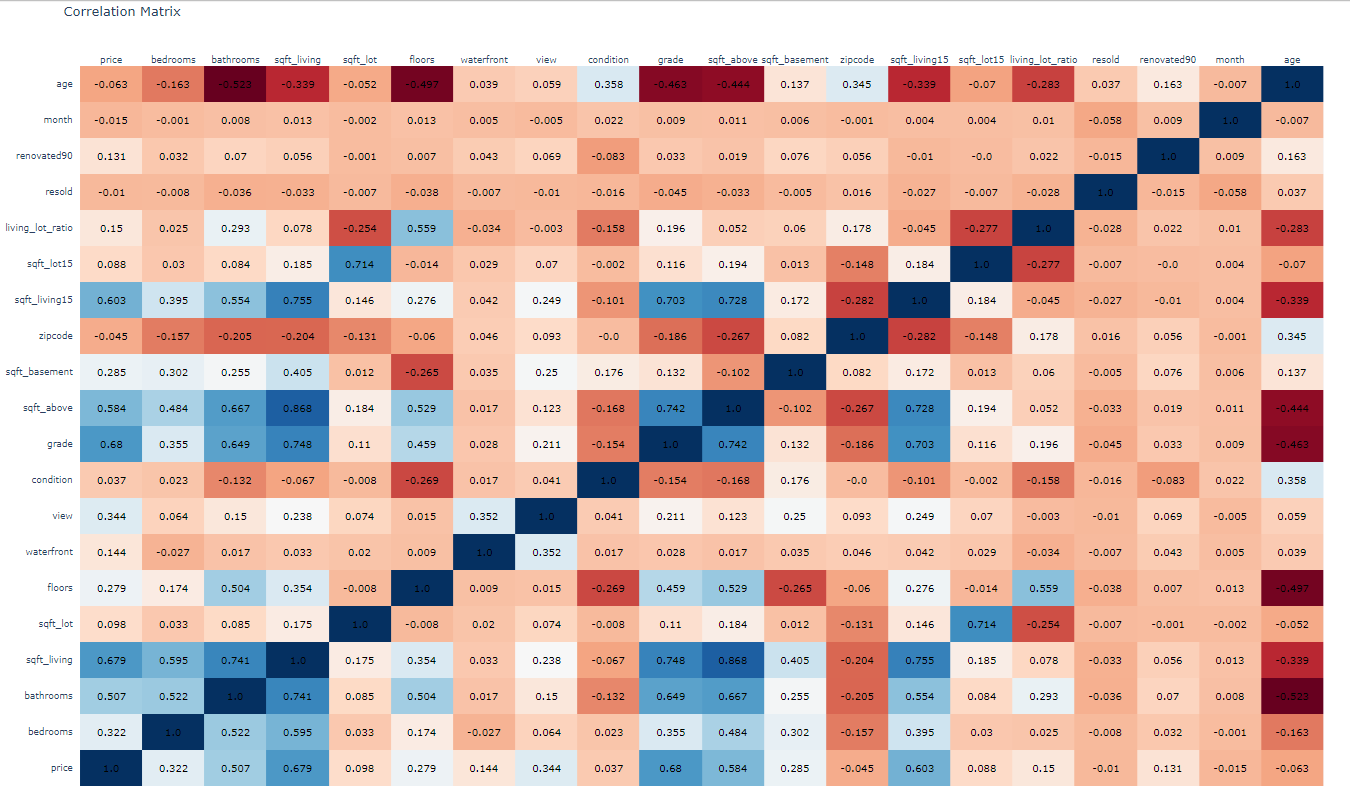 Correlation Matrix
price bedrooms bathrooms sqft_living sqft_lot floors waterfront view condition grade sqft_above sqft_basement zipcode sqft_living15 sqft_lot15 living_lot_ratio resold renovated90 month age
age -0.063 -0.163 -0.523 -0.339 -0.052 -0.497 0.039 0.059 0.358 -0.463 -0.444 0.137 0.345 -0.339 -0.07 -0.283 0.037 0.163 -0.007 1.0
month -0.015 -0.001 0.008 0.013 -0.002 0.013 0.005 -0.005 0.022 0.009 0.011 0.006 -0.001 0.004 0.004 0.01 -0.058 0.009 1.0 -0.007
renovated90 0.131 0.032 0.07 0.056 -0.001 0.007 0.043 0.069 -0.083 0.033 0.019 0.076 0.056 -0.01 -0.0 0.022 -0.015 1.0 0.009 0.163
resold -0.01 -0.008 -0.036 -0.033 -0.007 -0.038 -0.007 -0.01 -0.016 -0.045 -0.033 -0.005 0.016 -0.027 -0.007 -0.028 1.0 -0.015 -0.058 0.037
living_lot_ratio 0.15 0.025 0.293 0.078 -0.254 0.559 -0.034 -0.003 -0.158 0.196 0.052 0.06 0.178 -0.045 -0.277 1.0 -0.028 0.022 0.01 -0.283
sqft_lot15 0.088 0.03 0.084 0.185 0.714 -0.014 0.029 0.07 -0.002 0.116 0.194 0.013 -0.148 0.184 1.0 -0.277 -0.007 -0.0 0.004 -0.07
sqft_living15 0.603 0.395 0.554 0.755 0.146 0.276 0.042 0.249 -0.101 0.703 0.728 0.172 -0.282 1.0 0.184 -0.045 -0.027 -0.01 0.004 -0.339
zipcode -0.045 -0.157 -0.205 -0.204 -0.131 -0.06 0.046 0.093 -0.0 -0.186 -0.267 0.082 1.0 -0.282 -0.148 0.178 0.016 0.056 -0.001 0.345
sqft_basement 0.285 0.302 0.255 0.405 0.012 -0.265 0.035 0.25 0.176 0.132 -0.102 1.0 0.082 0.172 0.013 0.06 -0.005 0.076 0.006 0.137
sqft_above 0.584 0.484 0.667 0.868 0.184 0.529 0.017 0.123 -0.168 0.742 1.0 -0.102 -0.267 0.728 0.194 0.052 -0.033 0.019 0.011 -0.444
grade 0.68 0.355 0.649 0.748 0.11 0.459 0.028 0.211 -0.154 1.0 0.742 0.132 -0.186 0.703 0.116 0.196 -0.045 0.033 0.009 -0.463
condition 0.037 0.023 -0.132 -0.067 -0.008 -0.269 0.017 0.041 1.0 -0.154 -0.168 0.176 -0.0 -0.101 -0.002 -0.158 -0.016 -0.083 0.022 0.358
view 0.344 0.064 0.15 0.238 0.074 0.015 0.352 1.0 0.041 0.211 0.123 0.25 0.093 0.249 0.07 -0.003 -0.01 0.069 -0.005 0.059
waterfront 0.144 -0.027 0.017 0.033 0.02 0.009 1.0 0.352 0.017 0.028 0.017 0.035 0.046 0.042 0.029 -0.034 -0.007 0.043 0.005 0.039
floors 0.279 0.174 0.504 0.354 -0.008 1.0 0.009 0.015 -0.269 0.459 0.529 -0.265 -0.06 0.276 -0.014 0.559 -0.038 0.007 0.013 -0.497
sqft_lot 0.098 0.033 0.085 0.175 1.0 -0.008 0.02 0.074 -0.008 0.11 0.184 0.012 -0.131 0.146 0.714 -0.254 -0.007 -0.001 -0.002 -0.052
sqft_living 0.679 0.595 0.741 1.0 0.175 0.354 0.033 0.238 -0.067 0.748 0.868 0.405 -0.204 0.755 0.185 0.078 -0.033 0.056 0.013 -0.339
bathrooms 0.507 0.522 1.0 0.741 0.085 0.504 0.017 0.15 -0.132 0.649 0.667 0.255 -0.205 0.554 0.084 0.293 -0.036 0.07 0.008 -0.523
bedrooms 0.322 1.0 0.522 0.595 0.033 0.174 -0.027 0.064 0.023 0.355 0.484 0.302 -0.157 0.395 0.03 0.025 -0.008 0.032 -0.001 -0.163
price 1.0 0.322 0.507 0.679 0.098 0.279 0.144 0.344 0.037 0.68 0.584 0.285 -0.045 0.603 0.088 0.15 -0.01 0.131 -0.015 -0.063